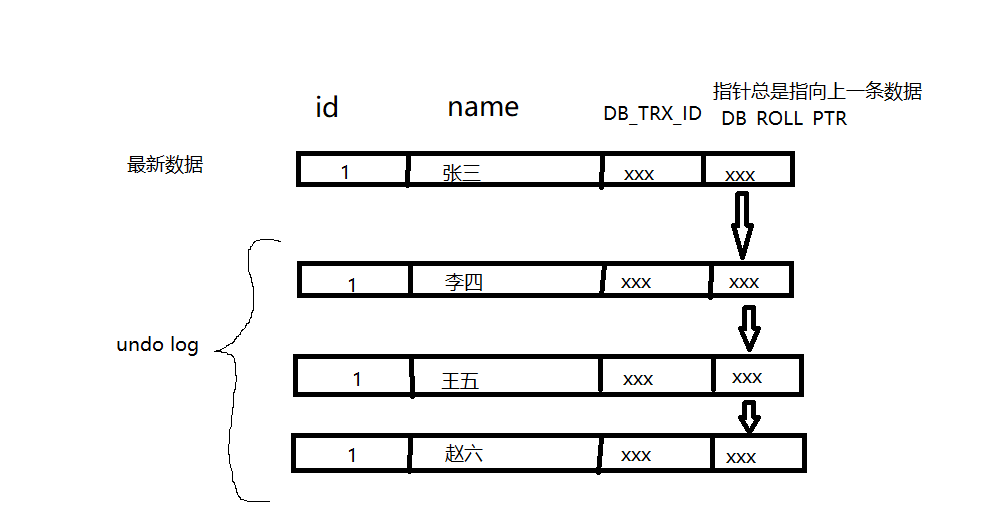 指针总是指向上一条数据
id name DB_TRX_ID DB_ROLL_PTR
最新数据 1 张三 xxx xxx
1 李四 xxx xxx
undo log
1 王五 xxx xxx
1 赵六 xxx xxx